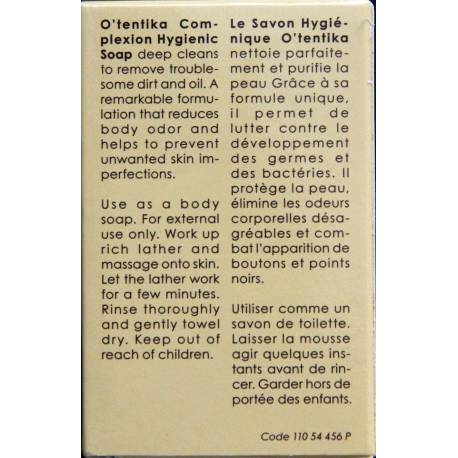 O'tentika Com-
plexion Hygienic
Soap deep cleans
to remove trouble-
some dirt and oil. A
remarkable formu-
lation that reduces
body odor and
helps to prevent
unwanted skin im-
perfections.
Use as a body
soap. For external
use only. Work up
rich lather and
massage onto skin.
Let the lather work
for a few minutes.
Rinse thoroughly
and gently towel
dry. Keep out of
reach of children.
Le Savon Hygié-
nique O'tentika
nettoie parfaite-
ment et purifie la
peau Grâce à sa
formule unique,
il permet de
lutter contre le
développement
des germes et
des bactéries. Il
protège la peau,
élimine les odeurs
corporelles désa-
gréables et com-
bat l'apparition de
boutons et points
noirs.
Utiliser comme un
savon de toilette.
Laisser la mousse
agir quelques ins-
tants avant de rin-
cer. Garder hors de
portée des enfants.
Code 110 54 456 P